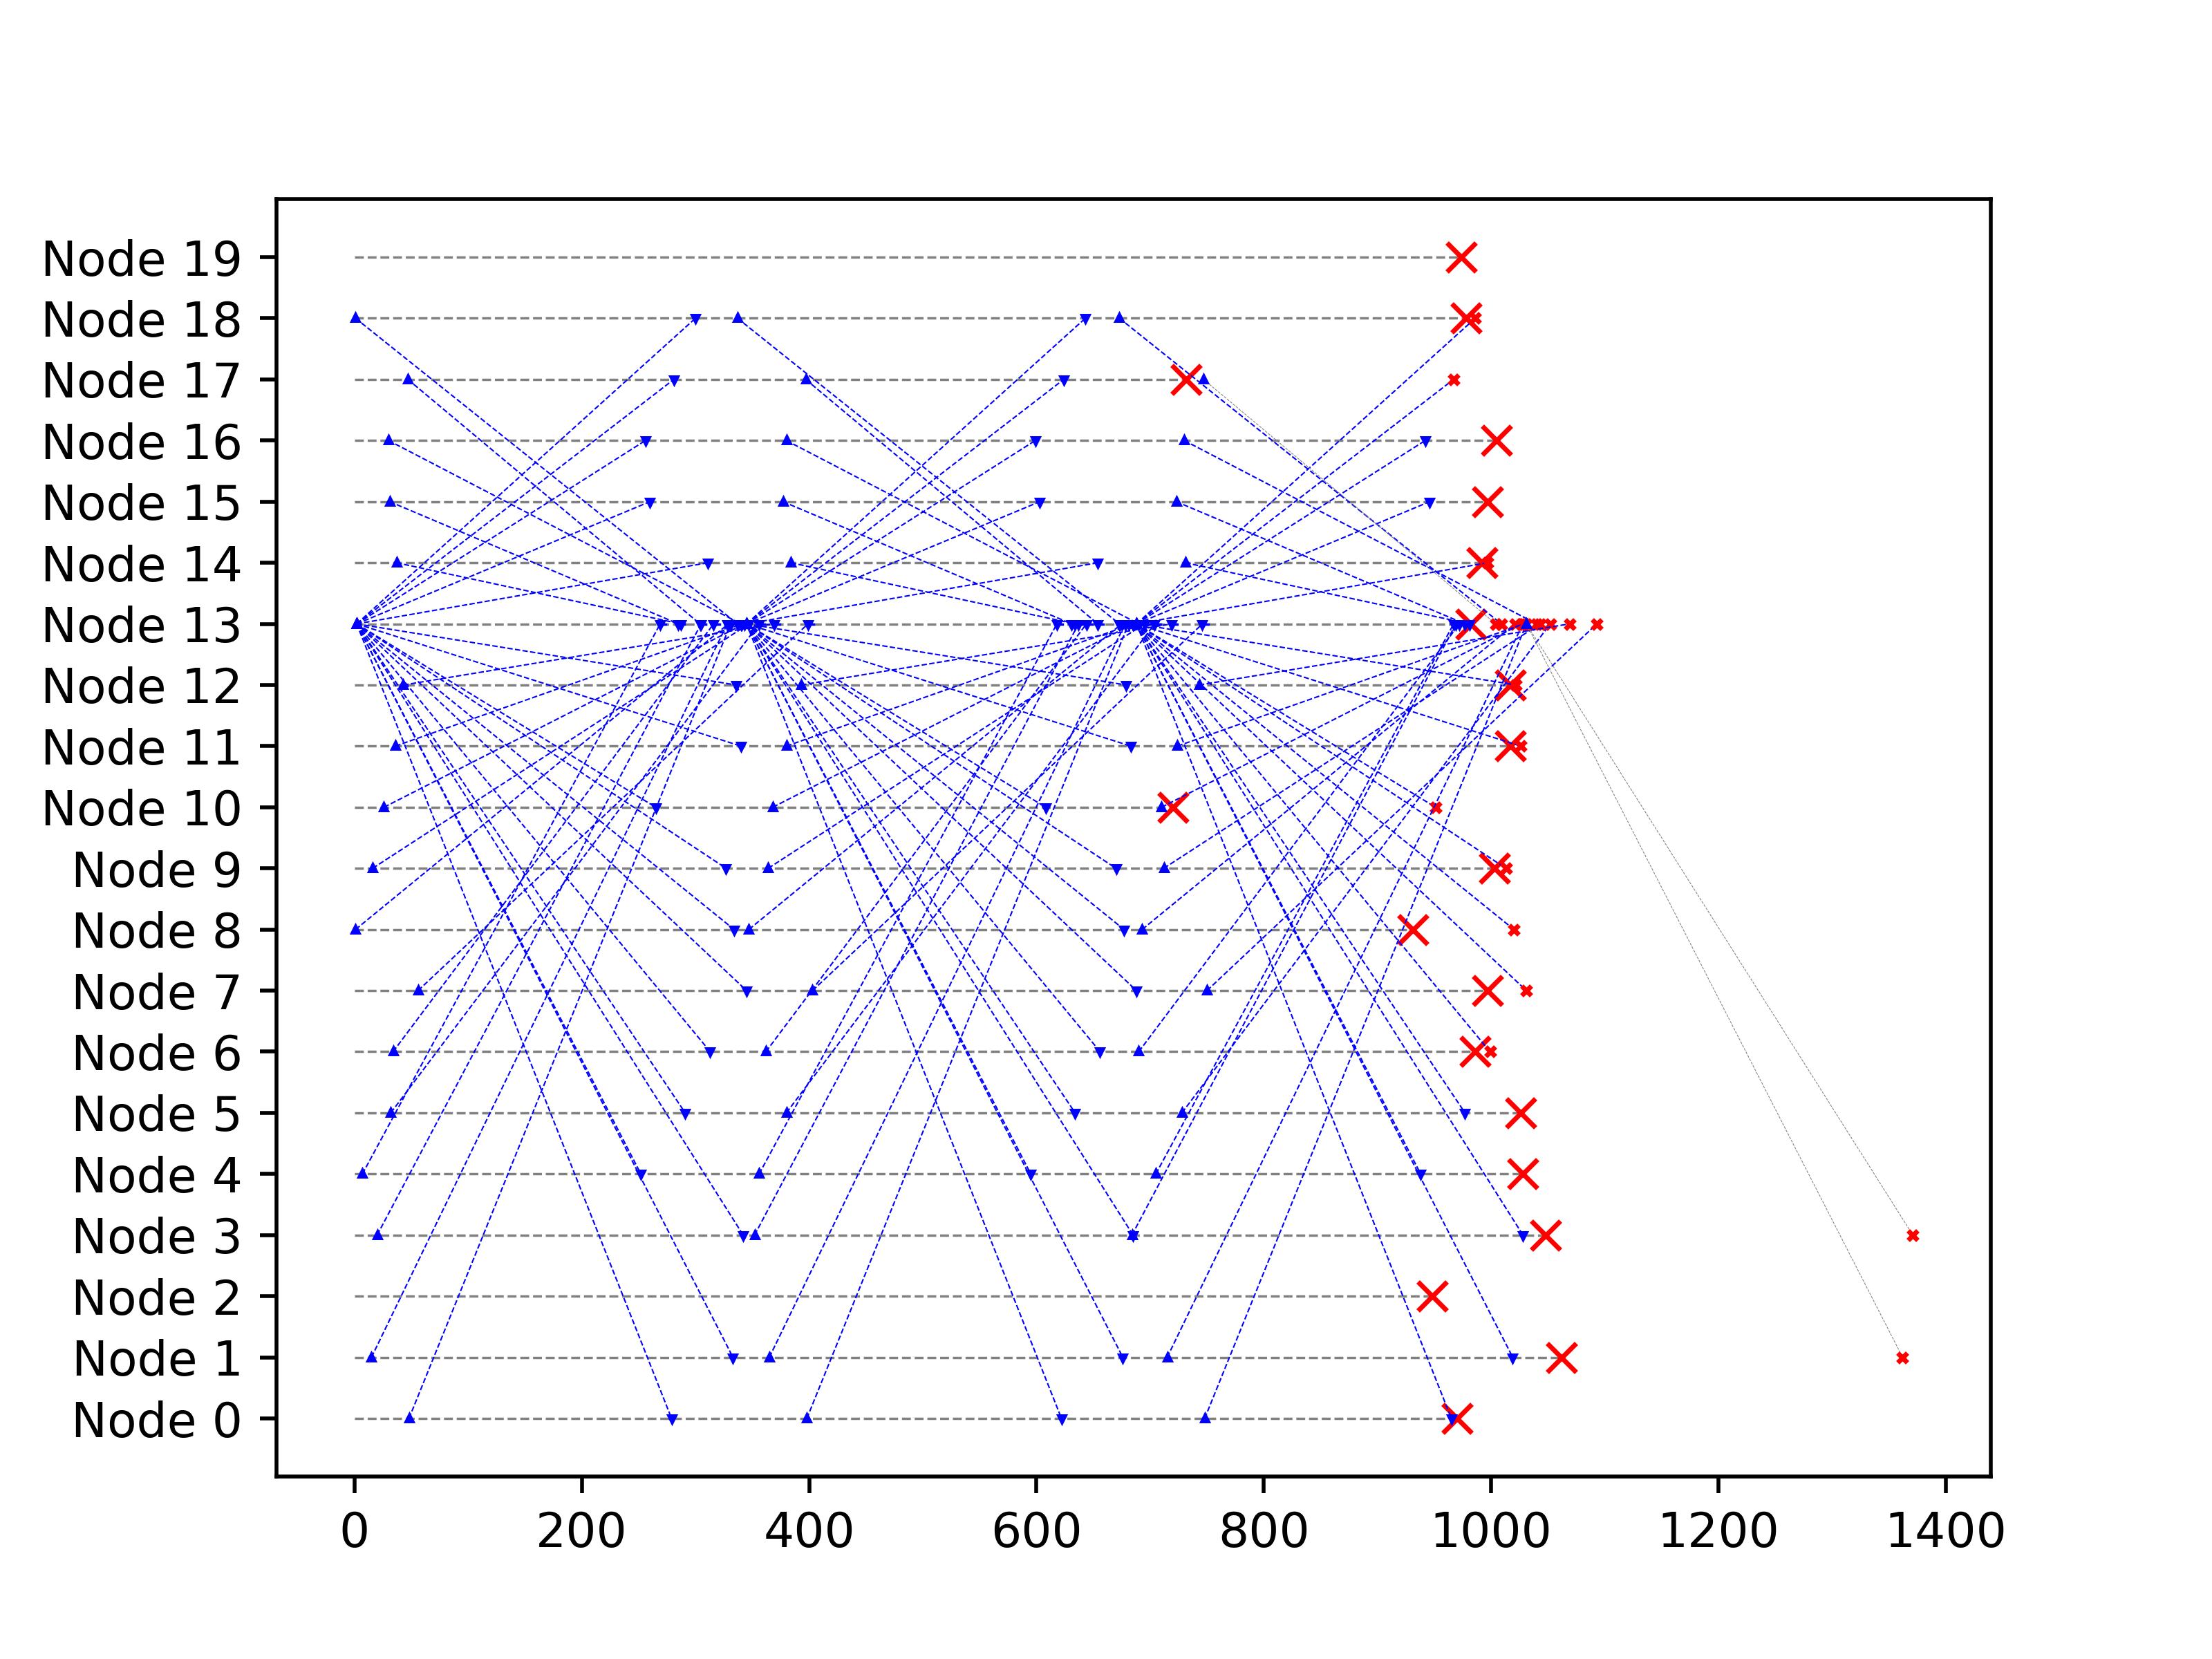 Node 19
Node 18
Node 17
Node 16
Node 15
Node 14
Node 13
Node 12
Node 11
Node 10
Node 9
Node 8
Node 7
Node 6
Node 5
Node 4
Node 3
Node 2
Node 1
Node 0
0 200 400 600 800 1000 1200 1400